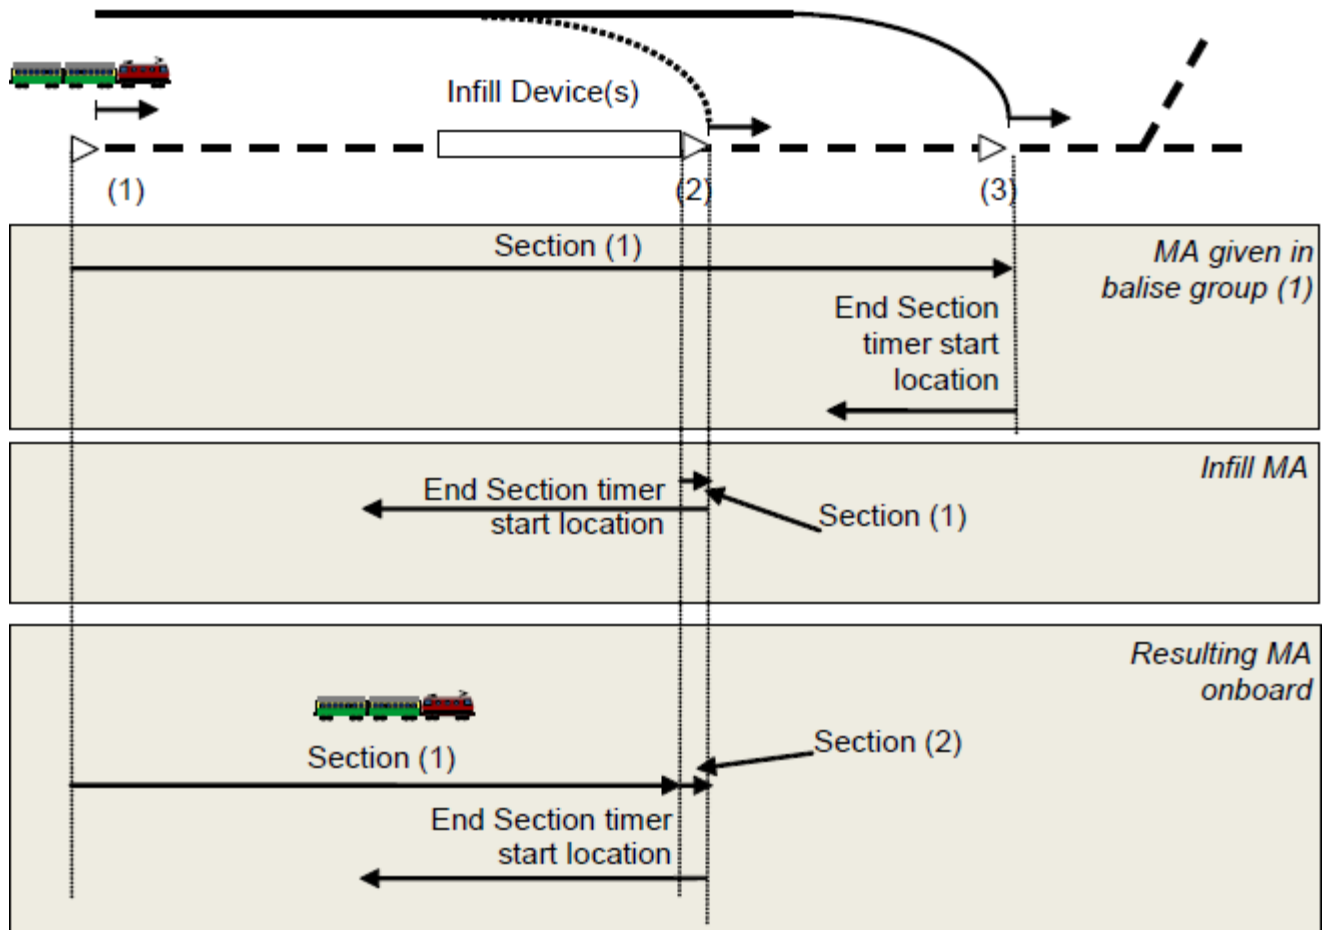 Infill Device(s)
(1)
(2)
(3)
Section (1)
MA given in
balise group (1)
End Section
timer start
location
Infill MA
End Section timer
start location
Section (1)
Resulting MA
onboard
Section (1)
Section (2)
End Section timer
start location